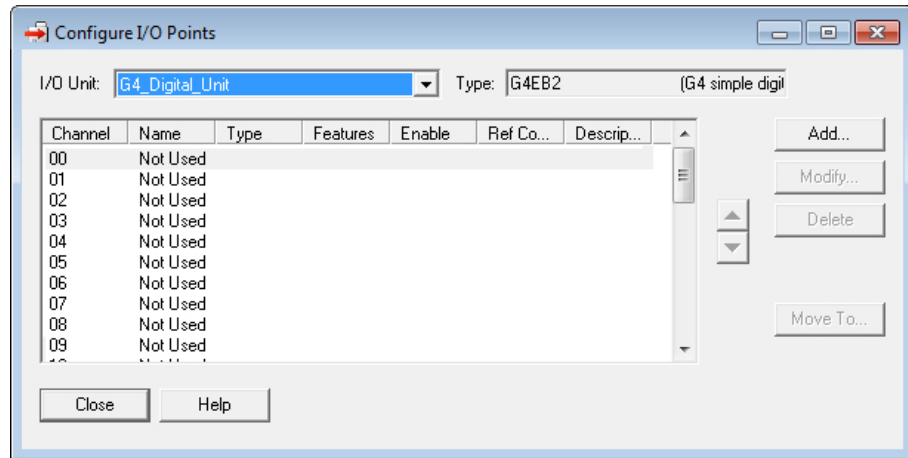 Configure I/O Points
I/O Unit: G4_Digital_Unit Type: G4EB2 (G4 simple digil
Channel Name Type Features Enable Ref Co... Descrip... Add...
00 Not Used
01 Not Used Modify...
02 Not Used
03 Not Used Delete
04 Not Used
05 Not Used
06 Not Used
07 Not Used
08 Not Used Move To...
09 Not Used
Close Help